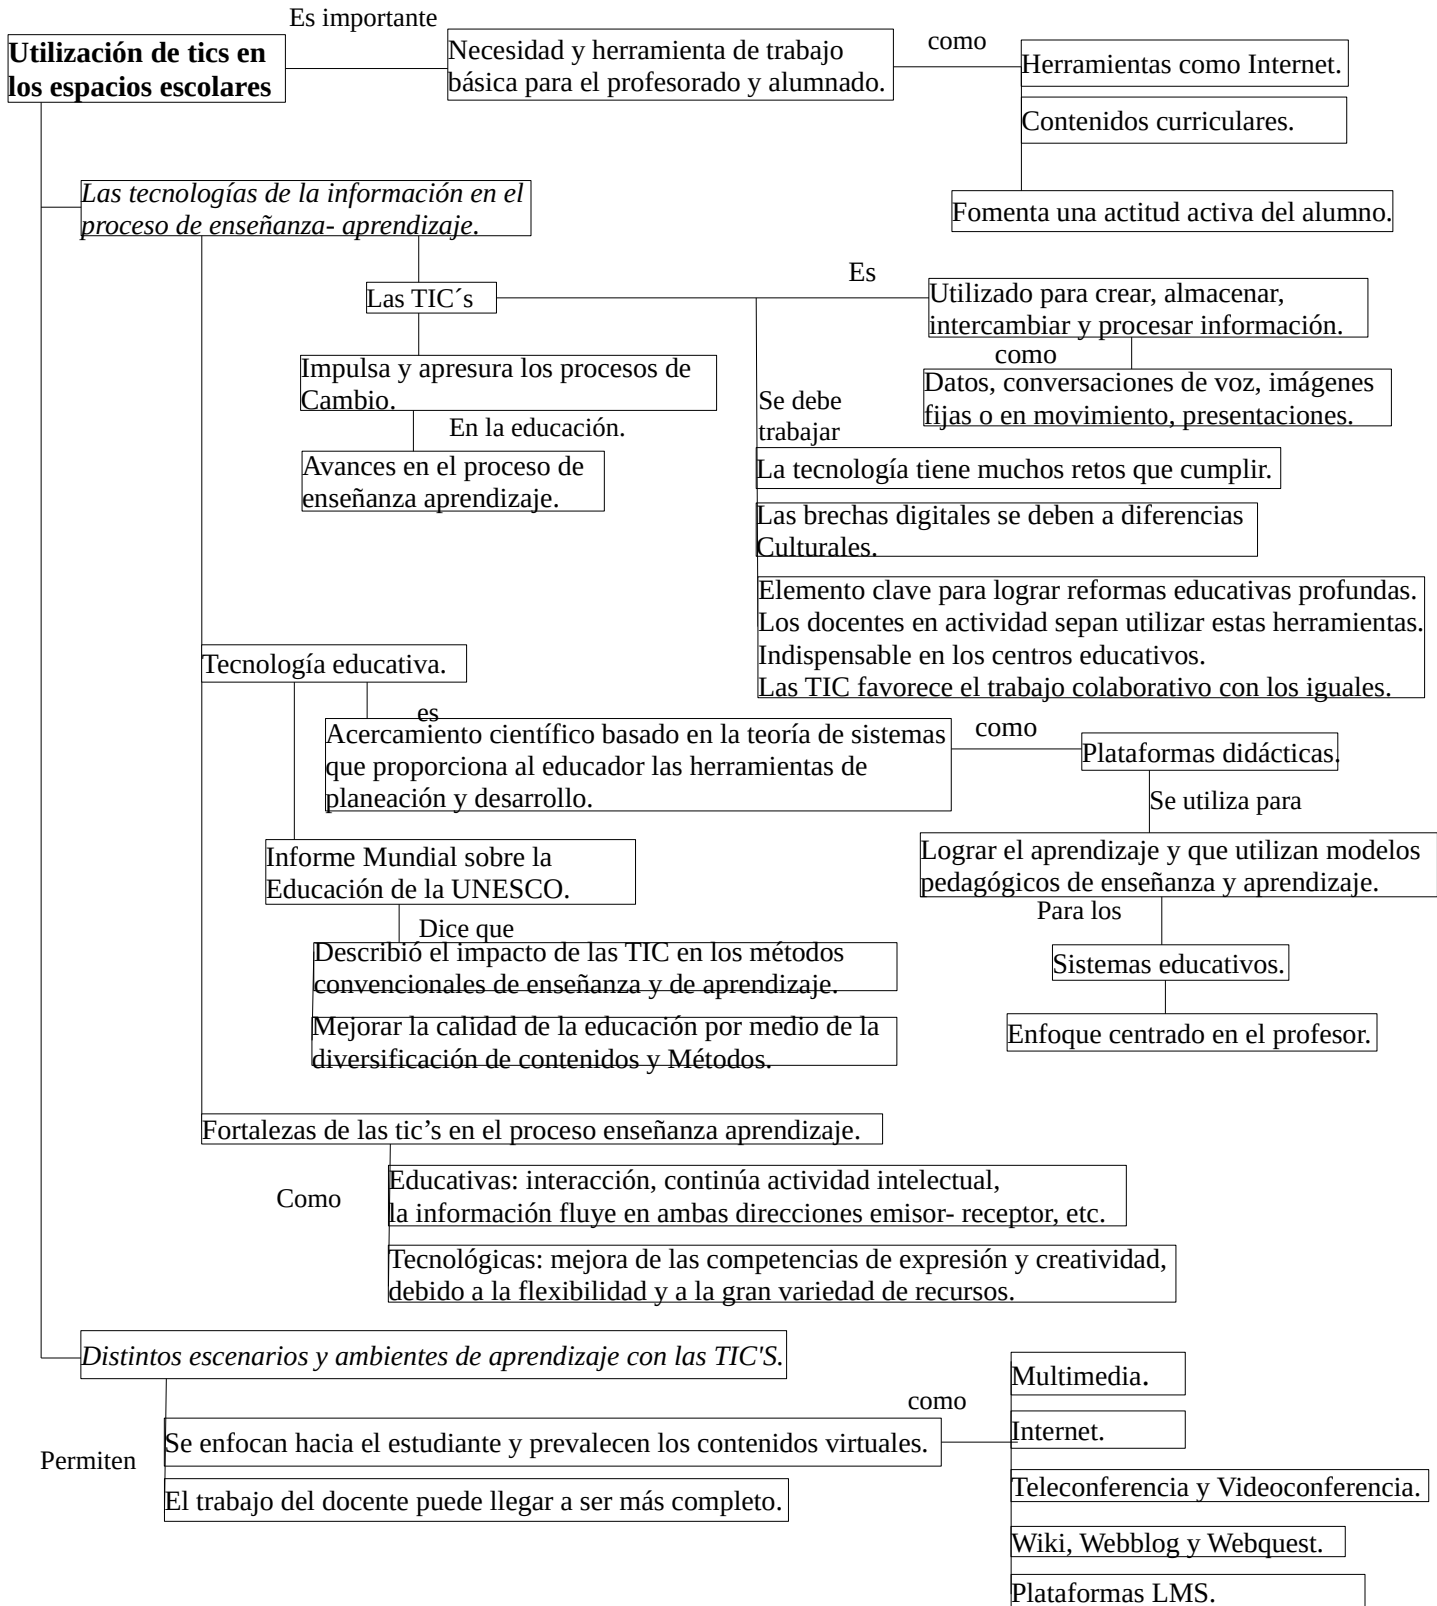 Es importante
Utilización de tics en
los espacios escolares
Necesidad y herramienta de trabajo
básica para el profesorado y alumnado.
como
Herramientas como Internet.
Contenidos curriculares.
Fomenta una actitud activa del alumno.
Las tecnologías de la información en el
proceso de enseñanza- aprendizaje.
Las TIC´s
Es
Utilizado para crear, almacenar,
intercambiar y procesar información.
como
Datos, conversaciones de voz, imágenes
fijas o en movimiento, presentaciones.
Impulsa y apresura los procesos de
Cambio.
En la educación.
Avances en el proceso de
enseñanza aprendizaje.
Se debe
trabajar
La tecnología tiene muchos retos que cumplir.
Las brechas digitales se deben a diferencias
Culturales.
Elemento clave para lograr reformas educativas profundas.
Los docentes en actividad sepan utilizar estas herramientas.
Indispensable en los centros educativos.
Las TIC favorece el trabajo colaborativo con los iguales.
Tecnología educativa.
es
Acercamiento científico basado en la teoría de sistemas
que proporciona al educador las herramientas de
planeación y desarrollo.
como
Plataformas didácticas.
Se utiliza para
Lograr el aprendizaje y que utilizan modelos
pedagógicos de enseñanza y aprendizaje.
Para los
Sistemas educativos.
Enfoque centrado en el profesor.
Informe Mundial sobre la
Educación de la UNESCO.
Dice que
Describió el impacto de las TIC en los métodos
convencionales de enseñanza y de aprendizaje.
Mejorar la calidad de la educación por medio de la
diversificación de contenidos y Métodos.
Fortalezas de las tic’s en el proceso enseñanza aprendizaje.
Como
Educativas: interacción, continúa actividad intelectual,
la información fluye en ambas direcciones emisor- receptor, etc.
Tecnológicas: mejora de las competencias de expresión y creatividad,
debido a la flexibilidad y a la gran variedad de recursos.
Distintos escenarios y ambientes de aprendizaje con las TIC'S.
Permiten
Se enfocan hacia el estudiante y prevalecen los contenidos virtuales.
El trabajo del docente puede llegar a ser más completo.
como
Multimedia.
Internet.
Teleconferencia y Videoconferencia.
Wiki, Webblog y Webquest.
Plataformas LMS.